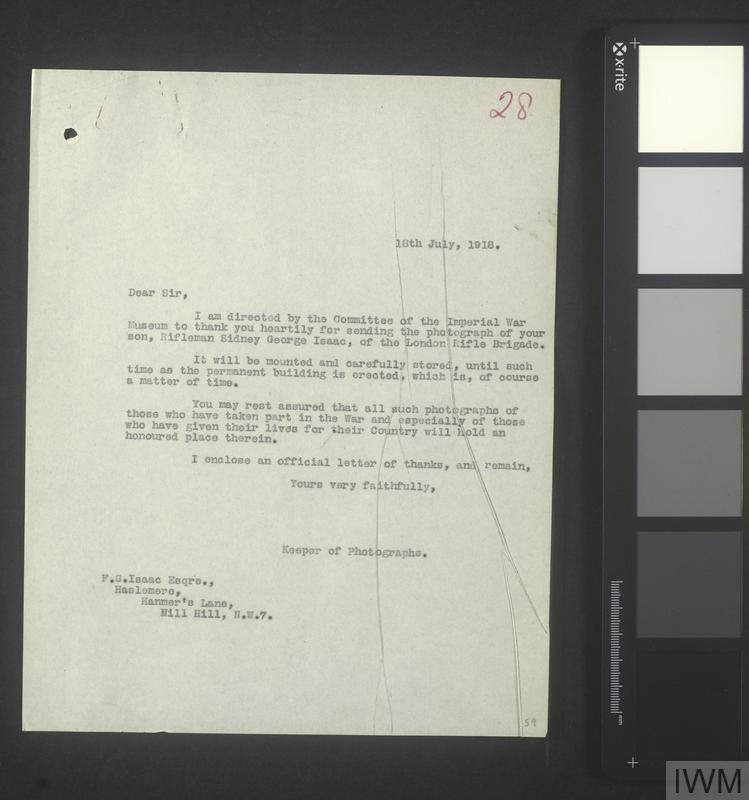 28
18th July, 1918.
Dear Sir,
I am directed by the Committee of the Imperial War
Museum to thank you heartily for sending the photograph of your
son, Rifleman Sidney George Isaac, of the London Rifle Brigade.
It will be mounted and carefully stored, until such
time as the permanent building is erected, which is, of course
a matter of time.
You may rest assured that all such photographs of
those who have taken part in the War and especially of those
who have given their lives for their Country will hold an
honoured place therein.
I enclose an official letter of thanks, and remain,
Yours very faithfully,
Keeper of Photographs.
F.G.Isaac Esqre.,
Haslemere,
Hanmer's Lane,
Mill Hill, N.W.7.
59
x·rite
mm
IWM